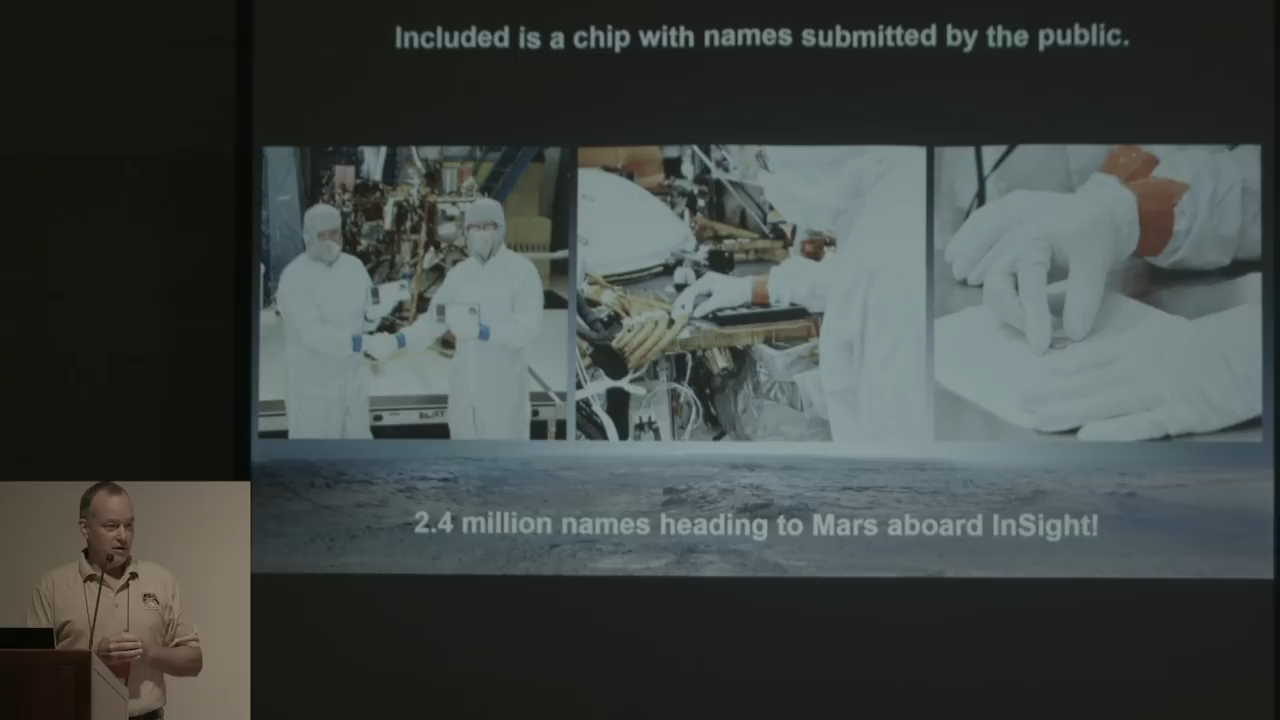 Included is a chip with names submitted by the public.
2.4 million names heading to Mars aboard InSight!